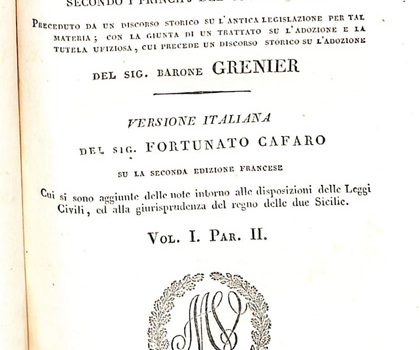 SECONDO I PRINCIPJ DEL
PRECEDUTO DA UN DISCORSO STORICO SU L'ANTICA LEGISLAZIONE PER TAL
MATERIA; CON LA GIUNTA DI UN TRATTATO SU L'ADOZIONE E LA
TUTELA UFIZIOSA, CUI PRECEDE UN DISCORSO STORICO SU L'ADOZIONE
DEL SIG. BARONE GRENIER
VERSIONE ITALIANA
DEL SIG. FORTUNATO CAFARO
SU LA SECONDA EDIZIONE FRANCESE
Cui si sono aggiunte delle note intorno alle disposizioni delle Leggi
Civili, ed alla giurisprudenza del regno delle due Sicilie.
VOL. I. PAR. II.